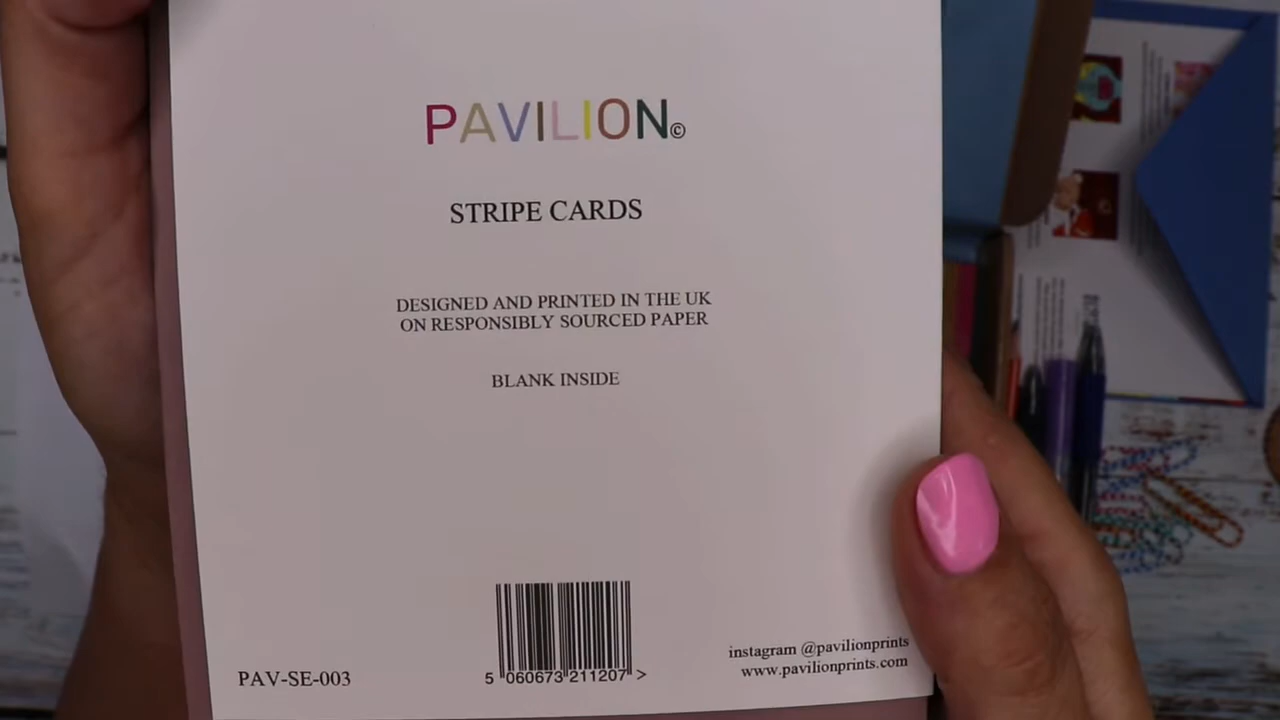 PAVILION©
STRIPE CARDS
DESIGNED AND PRINTED IN THE UK
ON RESPONSIBLY SOURCED PAPER
BLANK INSIDE
PAV-SE-003
5 060673 211207 >
instagram @pavilionprints
www.pavilionprints.com